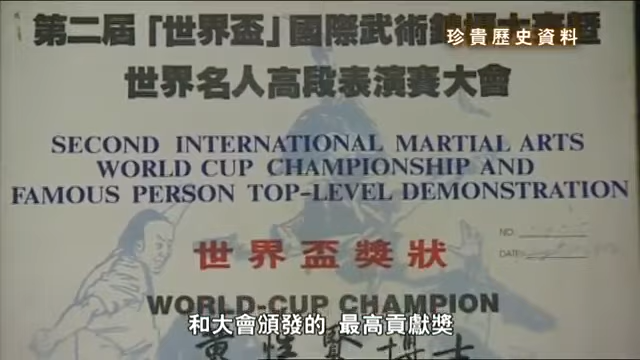 第二屆「世界盃」國際武術錦標大賽暨
珍貴歷史資料
世界名人高段表演賽大會
SECOND INTERNATIONAL MARTIAL ARTS
WORLD CUP CHAMPIONSHIP AND
FAMOUS PERSON TOP-LEVEL DEMONSTRATION
NO.
DATE
世界盃獎狀
WORLD-CUP CHAMPION
和大會頒發的 最高貢獻獎